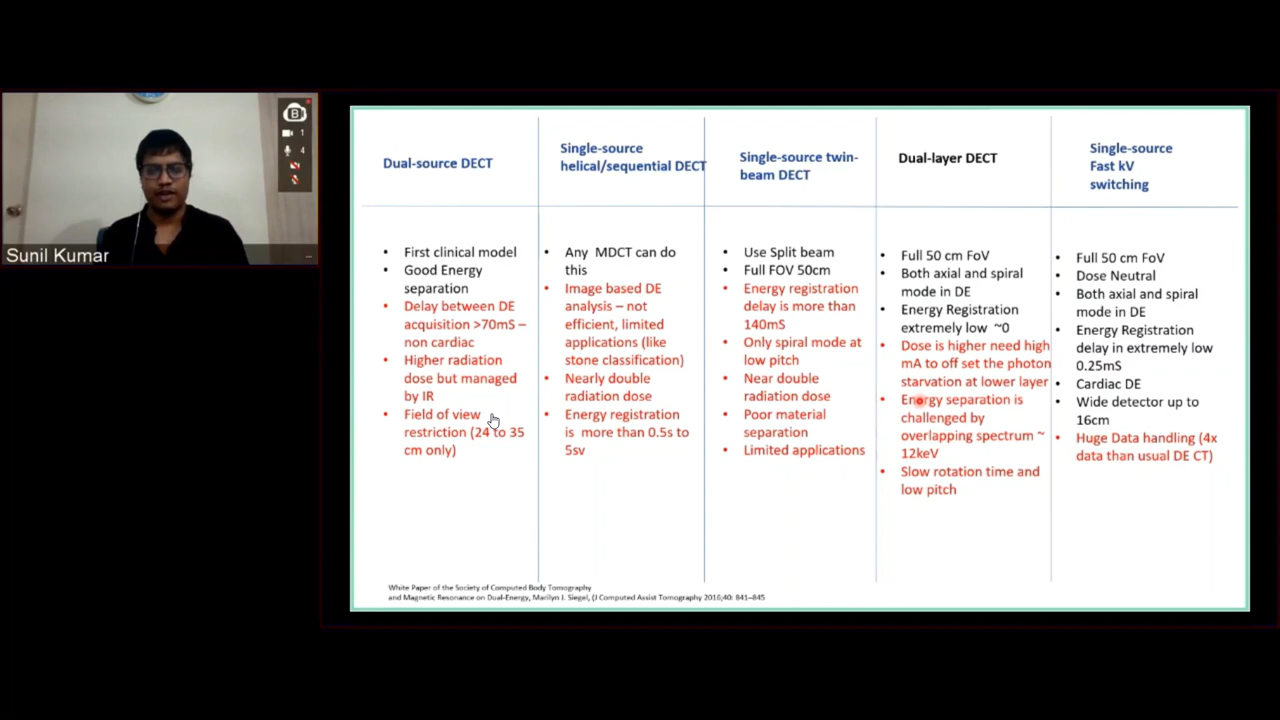 B
1
4
Sunil Kumar
Dual-source DECT
• First clinical model
• Good Energy
separation
• Delay between DE
acquisition >70mS –
non cardiac
• Higher radiation
dose but managed
by IR
• Field of view
restriction (24 to 35
cm only)
Single-source
helical/sequential DECT
• Any MDCT can do
this
• Image based DE
analysis – not
efficient, limited
applications (like
stone classification)
• Nearly double
radiation dose
• Energy registration
is more than 0.5s to
5sv
Single-source twin-
beam DECT
• Use Split beam
• Full FOV 50cm
• Energy registration
delay is more than
140mS
• Only spiral mode at
low pitch
• Near double
radiation dose
• Poor material
separation
• Limited applications
Dual-layer DECT
• Full 50 cm FoV
• Both axial and spiral
mode in DE
• Energy Registration
extremely low ~0
• Dose is higher need high
mA to off set the photon
starvation at lower layer
• Energy separation is
challenged by
overlapping spectrum ~
12keV
• Slow rotation time and
low pitch
Single-source
Fast kV
switching
• Full 50 cm FoV
• Dose Neutral
• Both axial and spiral
mode in DE
• Energy Registration
delay in extremely low
0.25mS
• Cardiac DE
• Wide detector up to
16cm
• Huge Data handling (4x
data than usual DE CT)
White Paper of the Society of Computed Body Tomography
and Magnetic Resonance on Dual-Energy, Marilyn J. Siegel, (J Computed Assist Tomography 2016;40: 841–845